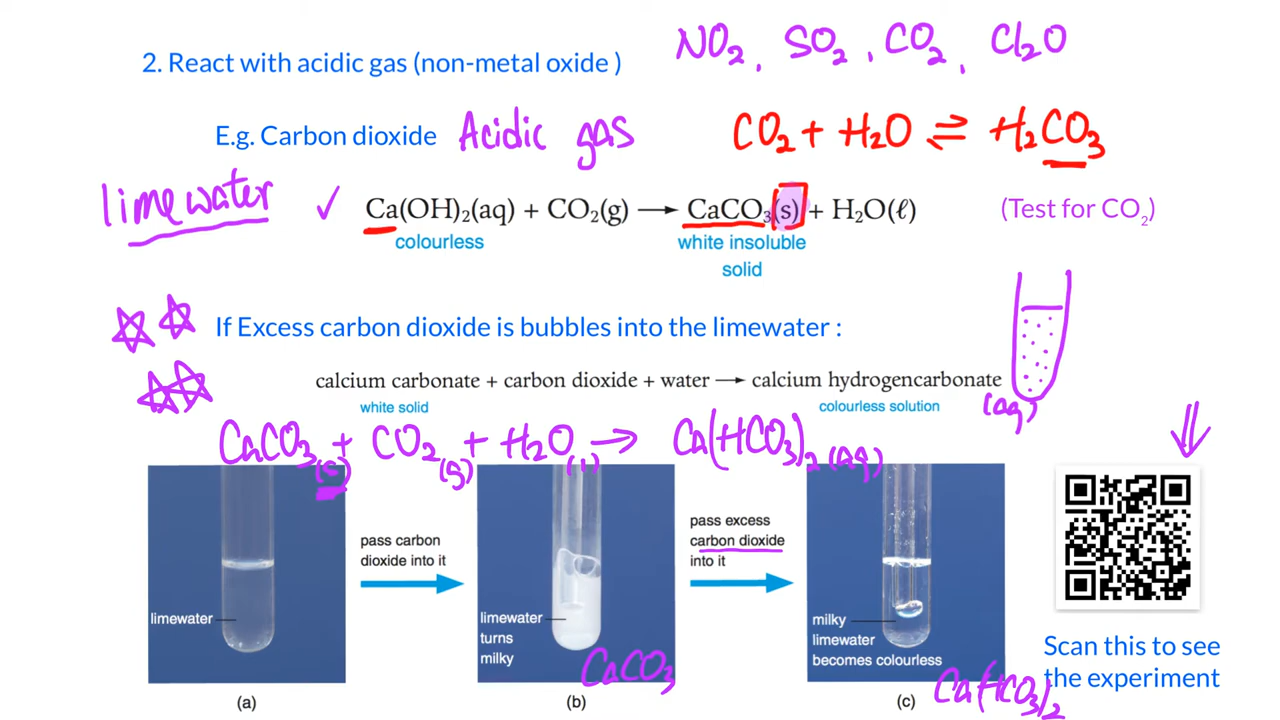 NO2, SO2, CO2, Cl2O
2. React with acidic gas (non-metal oxide )
E.g. Carbon dioxide Acidic gas
CO2 + H2O ⇌ H2CO3
limewater ✓
Ca(OH)2(aq) + CO2(g) → CaCO3(s) + H2O(ℓ)
(Test for CO2)
colourless
white insoluble
solid
If Excess carbon dioxide is bubbles into the limewater :
calcium carbonate + carbon dioxide + water → calcium hydrogencarbonate
white solid
colourless solution
(aq)
CaCO3(s) + CO2(g) + H2O(l) → Ca(HCO3)2(aq)
limewater
pass carbon
dioxide into it
limewater
turns
milky
CaCO3
pass excess
carbon dioxide
into it
milky
limewater
becomes colourless
Ca(HCO3)2
(a)
(b)
(c)
Scan this to see
the experiment